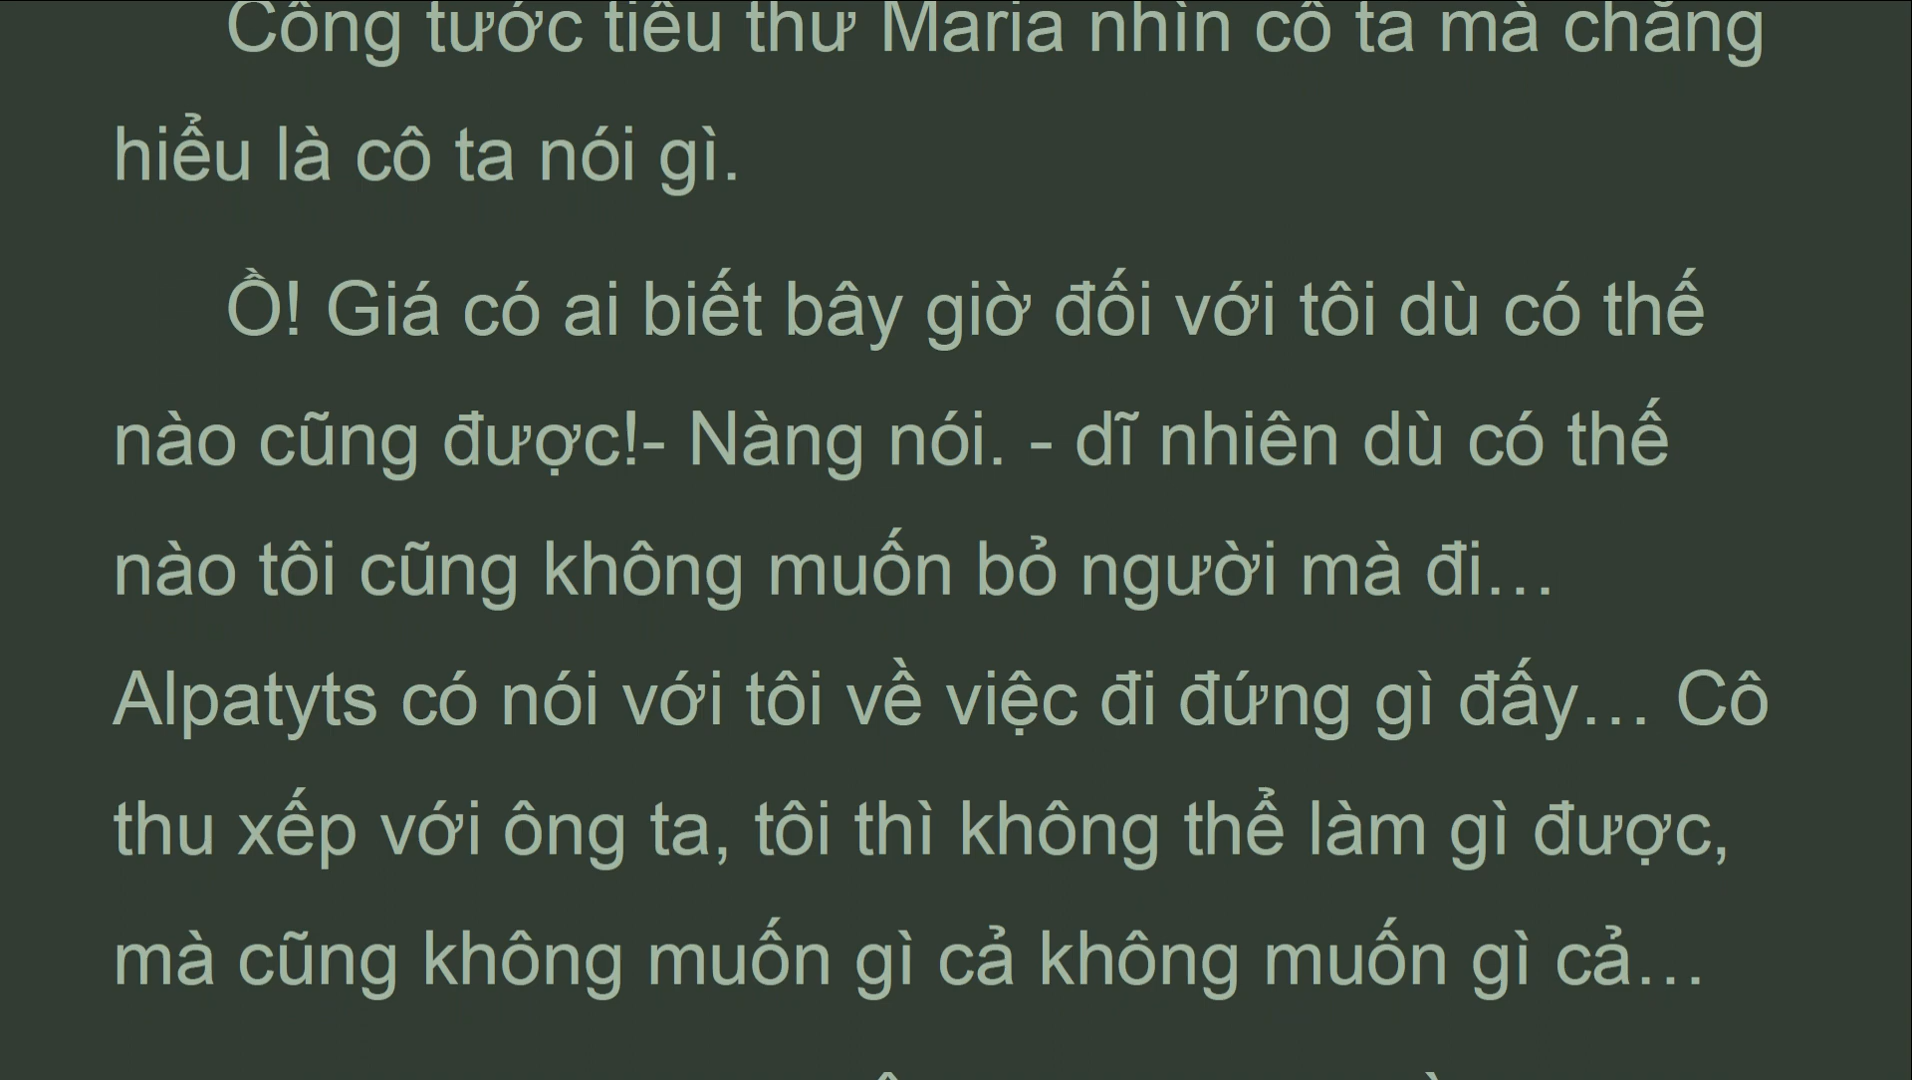 Công tước tiểu thư Maria nhìn cô ta mà chẳng
hiểu là cô ta nói gì.
Ồ! Giá có ai biết bây giờ đối với tôi dù có thế
nào cũng được!- Nàng nói. - dĩ nhiên dù có thế
nào tôi cũng không muốn bỏ người mà đi…
Alpatyts có nói với tôi về việc đi đứng gì đấy… Cô
thu xếp với ông ta, tôi thì không thể làm gì được,
mà cũng không muốn gì cả không muốn gì cả…